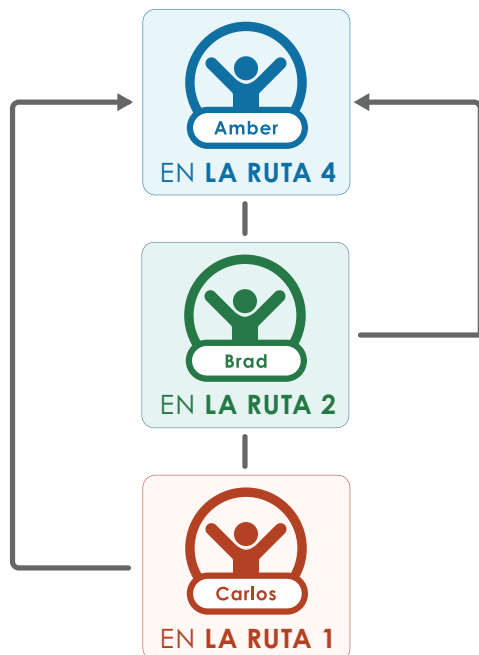 Amber
EN LA RUTA 4
Brad
EN LA RUTA 2
Carlos
EN LA RUTA 1